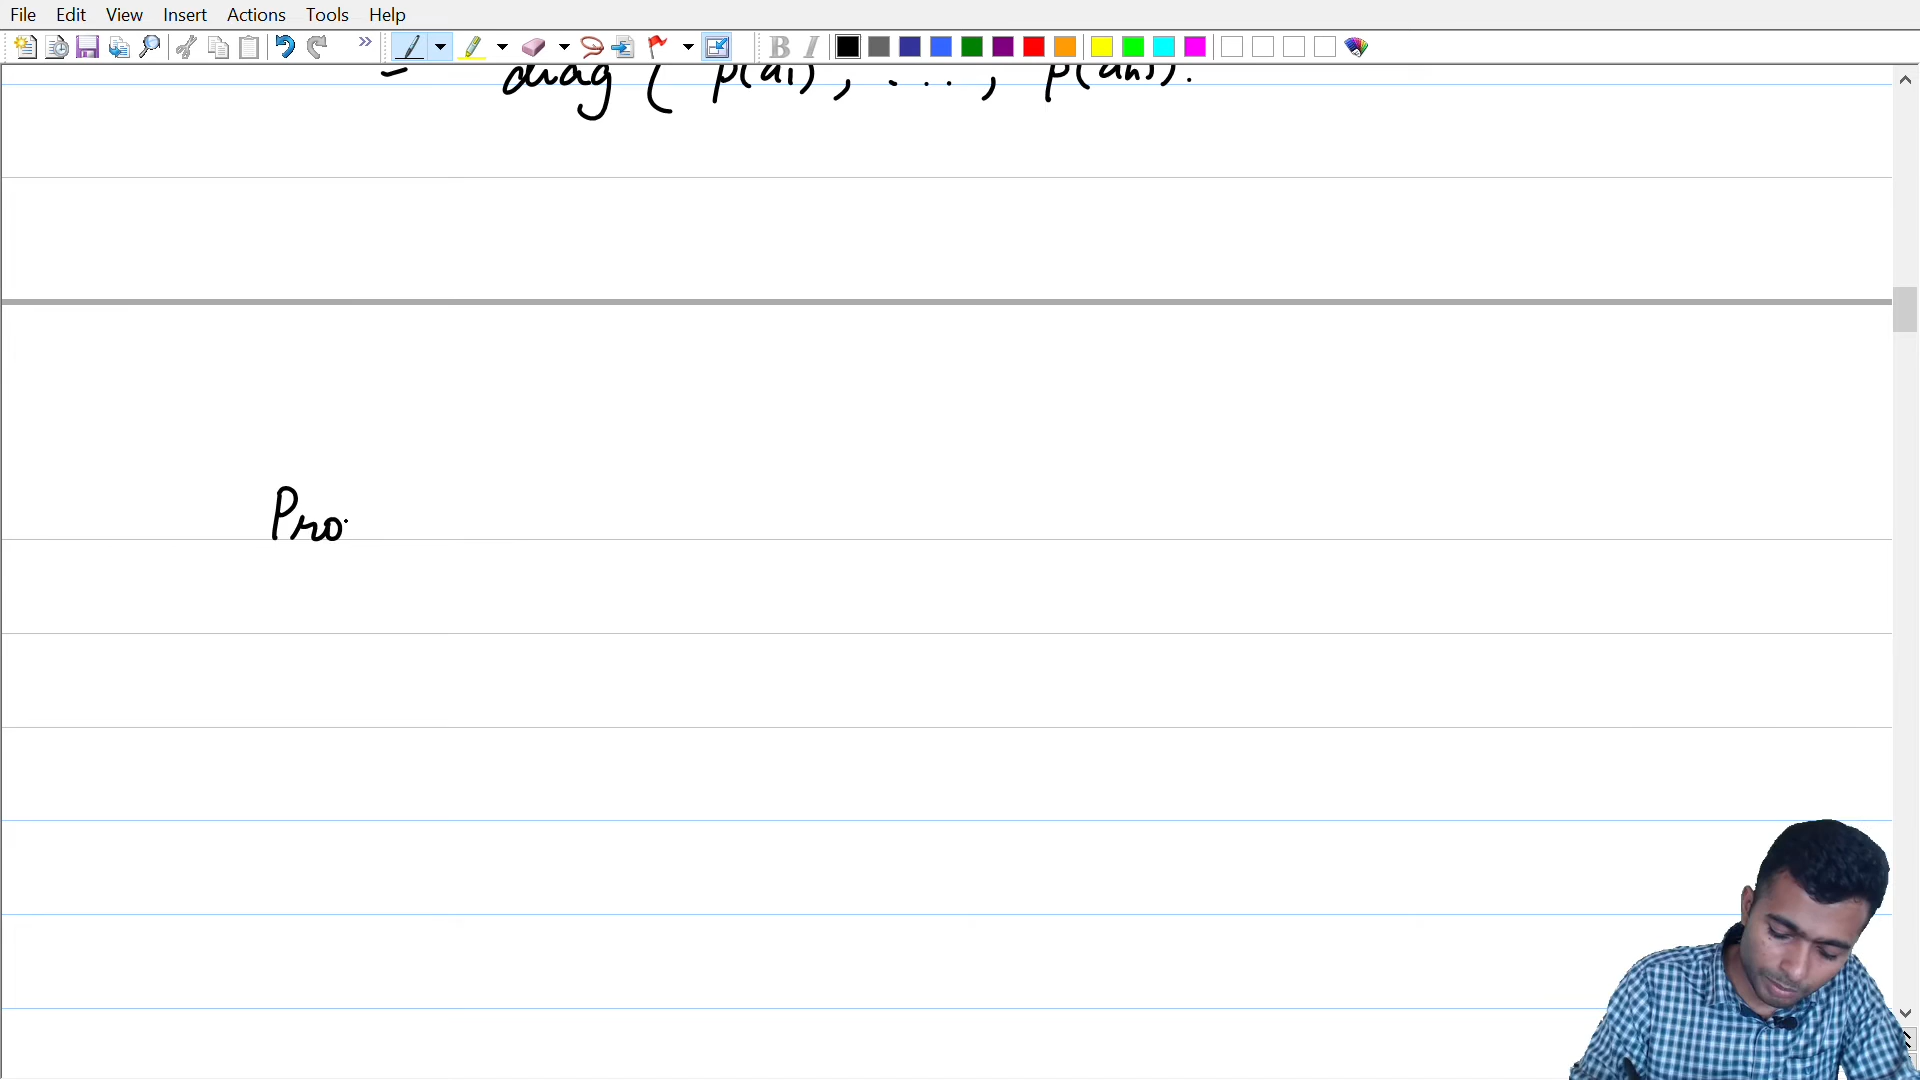 File Edit View Insert Actions Tools Help
B I
= diag ( p(a1) , ... , p(an) ).
Pro